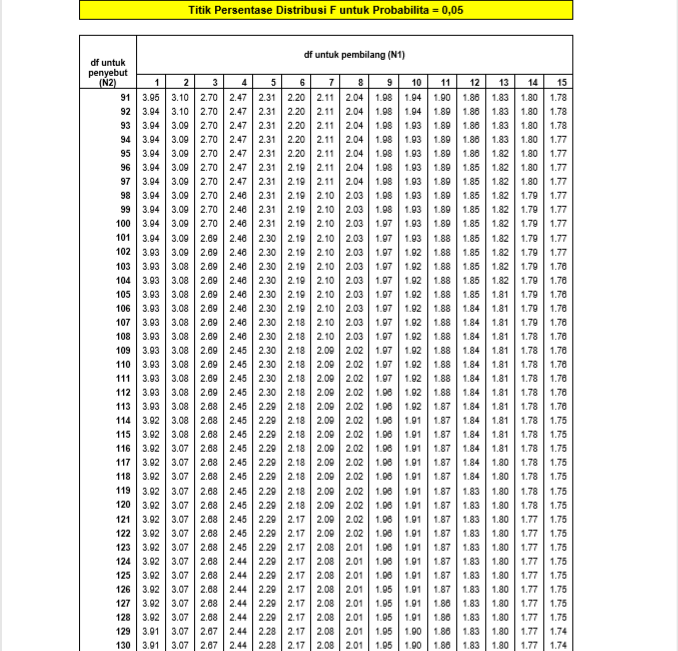 Titik Persentase Distribusi F untuk Probabilita = 0,05
df untuk pembilang (N1)
df untuk
penyebut
(N2)
1 2 3 4 5 6 7 8 9 10 11 12 13 14 15
91 3.95 3.10 2.70 2.47 2.31 2.20 2.11 2.04 1.98 1.94 1.90 1.86 1.83 1.80 1.78
92 3.94 3.10 2.70 2.47 2.31 2.20 2.11 2.04 1.98 1.94 1.89 1.86 1.83 1.80 1.78
93 3.94 3.09 2.70 2.47 2.31 2.20 2.11 2.04 1.98 1.93 1.89 1.86 1.83 1.80 1.78
94 3.94 3.09 2.70 2.47 2.31 2.20 2.11 2.04 1.98 1.93 1.89 1.86 1.83 1.80 1.77
95 3.94 3.09 2.70 2.47 2.31 2.20 2.11 2.04 1.98 1.93 1.89 1.86 1.82 1.80 1.77
96 3.94 3.09 2.70 2.47 2.31 2.19 2.11 2.04 1.98 1.93 1.89 1.85 1.82 1.80 1.77
97 3.94 3.09 2.70 2.47 2.31 2.19 2.11 2.04 1.98 1.93 1.89 1.85 1.82 1.80 1.77
98 3.94 3.09 2.70 2.46 2.31 2.19 2.10 2.03 1.98 1.93 1.89 1.85 1.82 1.79 1.77
99 3.94 3.09 2.70 2.46 2.31 2.19 2.10 2.03 1.98 1.93 1.89 1.85 1.82 1.79 1.77
100 3.94 3.09 2.70 2.46 2.31 2.19 2.10 2.03 1.97 1.93 1.89 1.85 1.82 1.79 1.77
101 3.94 3.09 2.69 2.46 2.30 2.19 2.10 2.03 1.97 1.93 1.88 1.85 1.82 1.79 1.77
102 3.93 3.09 2.69 2.46 2.30 2.19 2.10 2.03 1.97 1.92 1.88 1.85 1.82 1.79 1.77
103 3.93 3.08 2.69 2.46 2.30 2.19 2.10 2.03 1.97 1.92 1.88 1.85 1.82 1.79 1.76
104 3.93 3.08 2.69 2.46 2.30 2.19 2.10 2.03 1.97 1.92 1.88 1.85 1.82 1.79 1.76
105 3.93 3.08 2.69 2.46 2.30 2.19 2.10 2.03 1.97 1.92 1.88 1.85 1.81 1.79 1.76
106 3.93 3.08 2.69 2.46 2.30 2.19 2.10 2.03 1.97 1.92 1.88 1.84 1.81 1.79 1.76
107 3.93 3.08 2.69 2.46 2.30 2.18 2.10 2.03 1.97 1.92 1.88 1.84 1.81 1.79 1.76
108 3.93 3.08 2.69 2.46 2.30 2.18 2.10 2.03 1.97 1.92 1.88 1.84 1.81 1.78 1.76
109 3.93 3.08 2.69 2.45 2.30 2.18 2.09 2.02 1.97 1.92 1.88 1.84 1.81 1.78 1.76
110 3.93 3.08 2.69 2.45 2.30 2.18 2.09 2.02 1.97 1.92 1.88 1.84 1.81 1.78 1.76
111 3.93 3.08 2.69 2.45 2.30 2.18 2.09 2.02 1.97 1.92 1.88 1.84 1.81 1.78 1.76
112 3.93 3.08 2.69 2.45 2.30 2.18 2.09 2.02 1.96 1.92 1.88 1.84 1.81 1.78 1.76
113 3.93 3.08 2.68 2.45 2.29 2.18 2.09 2.02 1.96 1.92 1.87 1.84 1.81 1.78 1.76
114 3.92 3.08 2.68 2.45 2.29 2.18 2.09 2.02 1.96 1.91 1.87 1.84 1.81 1.78 1.75
115 3.92 3.08 2.68 2.45 2.29 2.18 2.09 2.02 1.96 1.91 1.87 1.84 1.81 1.78 1.75
116 3.92 3.07 2.68 2.45 2.29 2.18 2.09 2.02 1.96 1.91 1.87 1.84 1.81 1.78 1.75
117 3.92 3.07 2.68 2.45 2.29 2.18 2.09 2.02 1.96 1.91 1.87 1.84 1.80 1.78 1.75
118 3.92 3.07 2.68 2.45 2.29 2.18 2.09 2.02 1.96 1.91 1.87 1.84 1.80 1.78 1.75
119 3.92 3.07 2.68 2.45 2.29 2.18 2.09 2.02 1.96 1.91 1.87 1.83 1.80 1.78 1.75
120 3.92 3.07 2.68 2.45 2.29 2.18 2.09 2.02 1.96 1.91 1.87 1.83 1.80 1.78 1.75
121 3.92 3.07 2.68 2.45 2.29 2.17 2.09 2.02 1.96 1.91 1.87 1.83 1.80 1.77 1.75
122 3.92 3.07 2.68 2.45 2.29 2.17 2.09 2.02 1.96 1.91 1.87 1.83 1.80 1.77 1.75
123 3.92 3.07 2.68 2.45 2.29 2.17 2.08 2.01 1.96 1.91 1.87 1.83 1.80 1.77 1.75
124 3.92 3.07 2.68 2.44 2.29 2.17 2.08 2.01 1.96 1.91 1.87 1.83 1.80 1.77 1.75
125 3.92 3.07 2.68 2.44 2.29 2.17 2.08 2.01 1.96 1.91 1.87 1.83 1.80 1.77 1.75
126 3.92 3.07 2.68 2.44 2.29 2.17 2.08 2.01 1.95 1.91 1.87 1.83 1.80 1.77 1.75
127 3.92 3.07 2.68 2.44 2.29 2.17 2.08 2.01 1.95 1.91 1.86 1.83 1.80 1.77 1.75
128 3.92 3.07 2.68 2.44 2.29 2.17 2.08 2.01 1.95 1.91 1.86 1.83 1.80 1.77 1.75
129 3.91 3.07 2.67 2.44 2.28 2.17 2.08 2.01 1.95 1.90 1.86 1.83 1.80 1.77 1.74
130 3.91 3.07 2.67 2.44 2.28 2.17 2.08 2.01 1.95 1.90 1.86 1.83 1.80 1.77 1.74